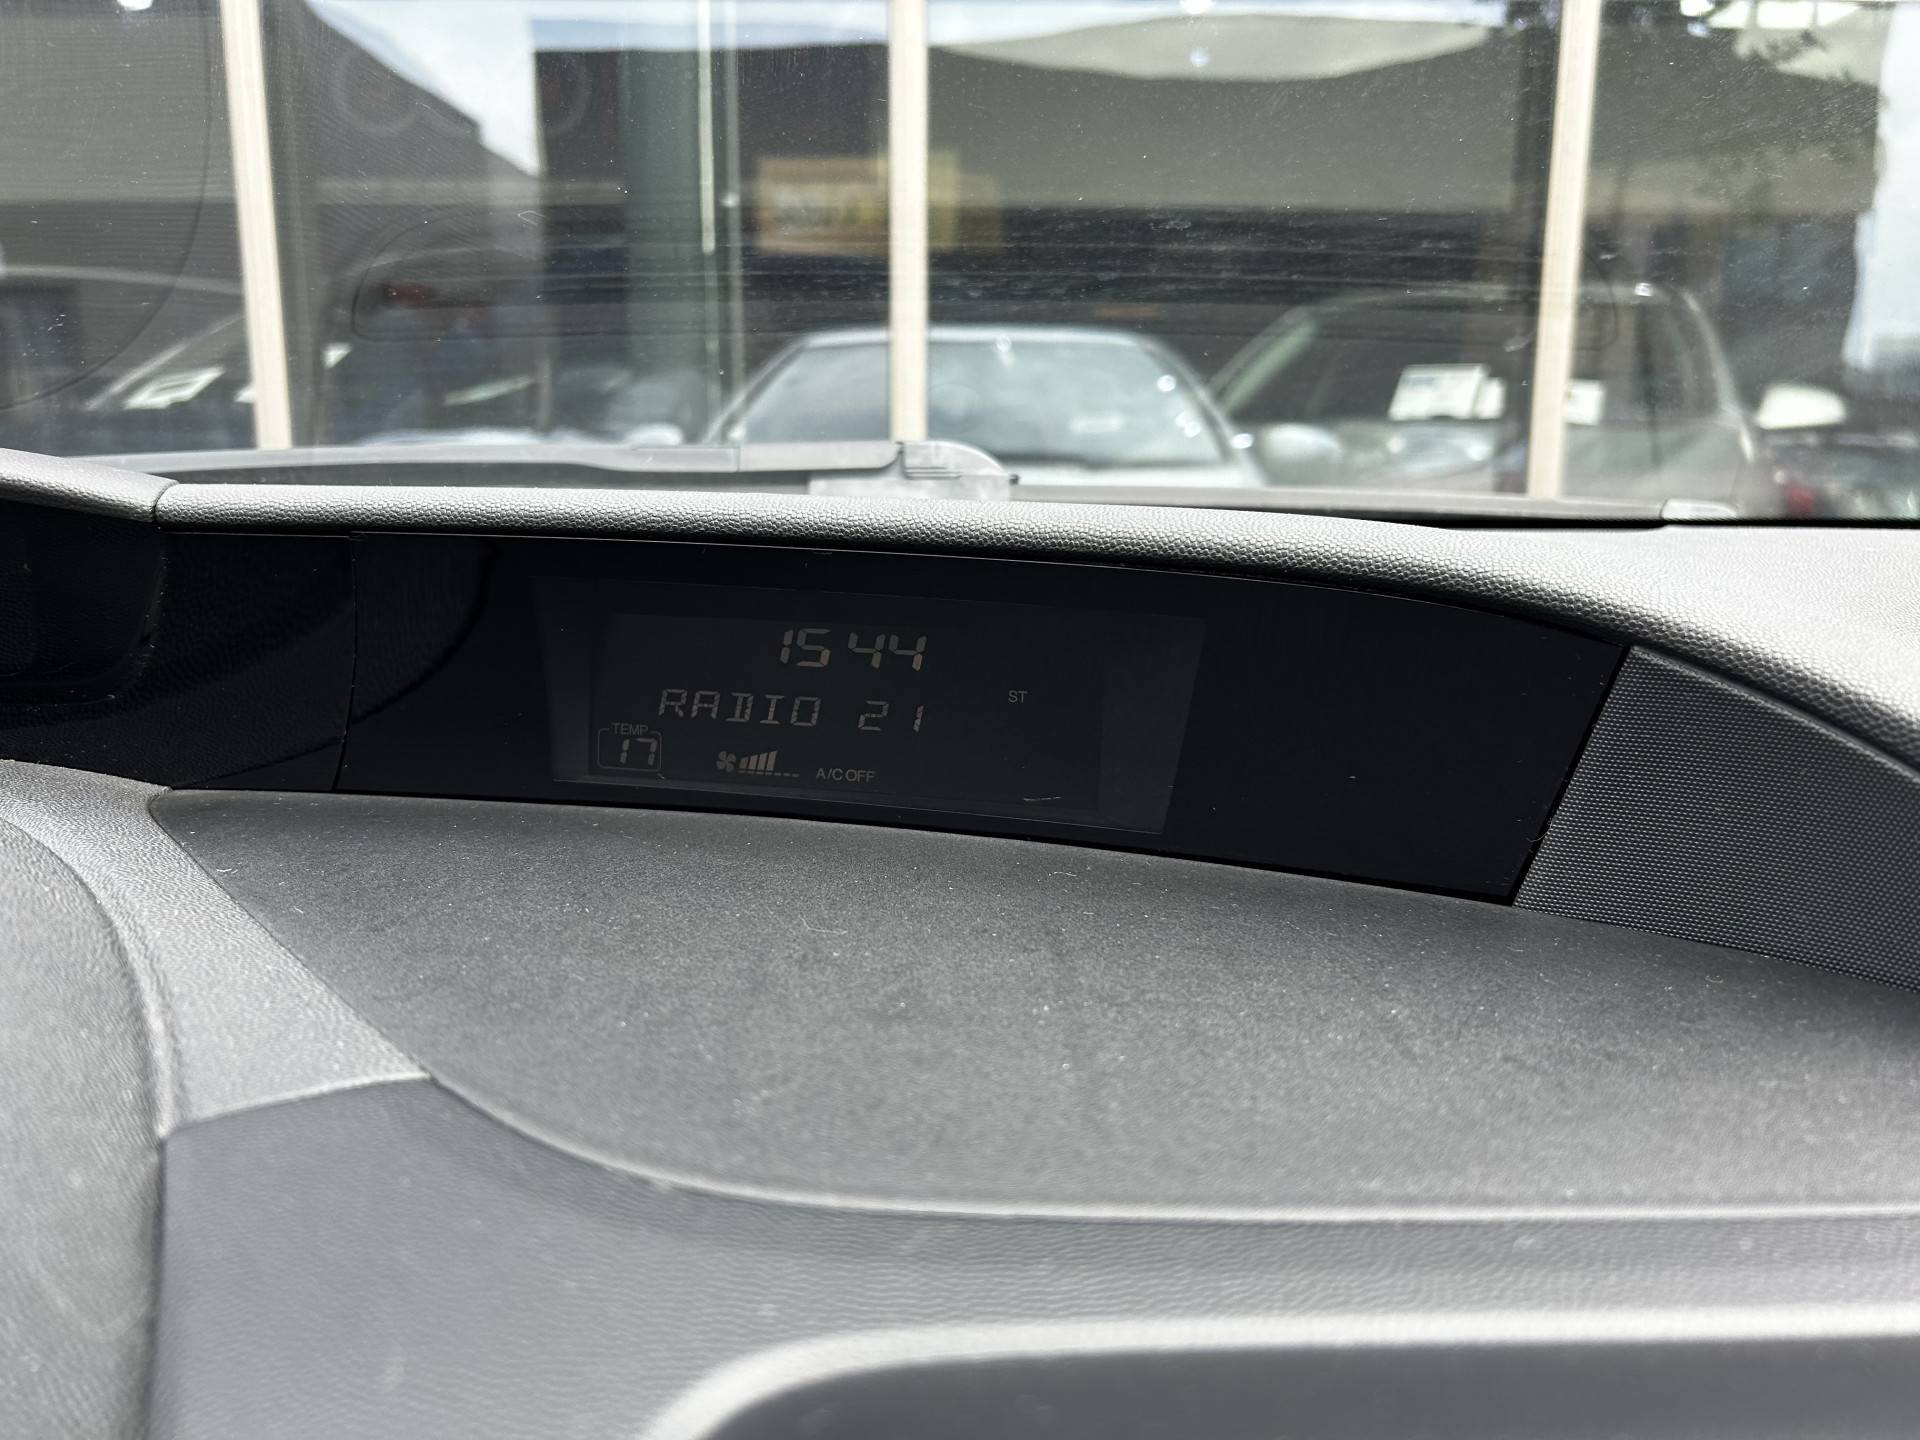 15 44
RADIO 21
ST
TEMP
17
A/C OFF